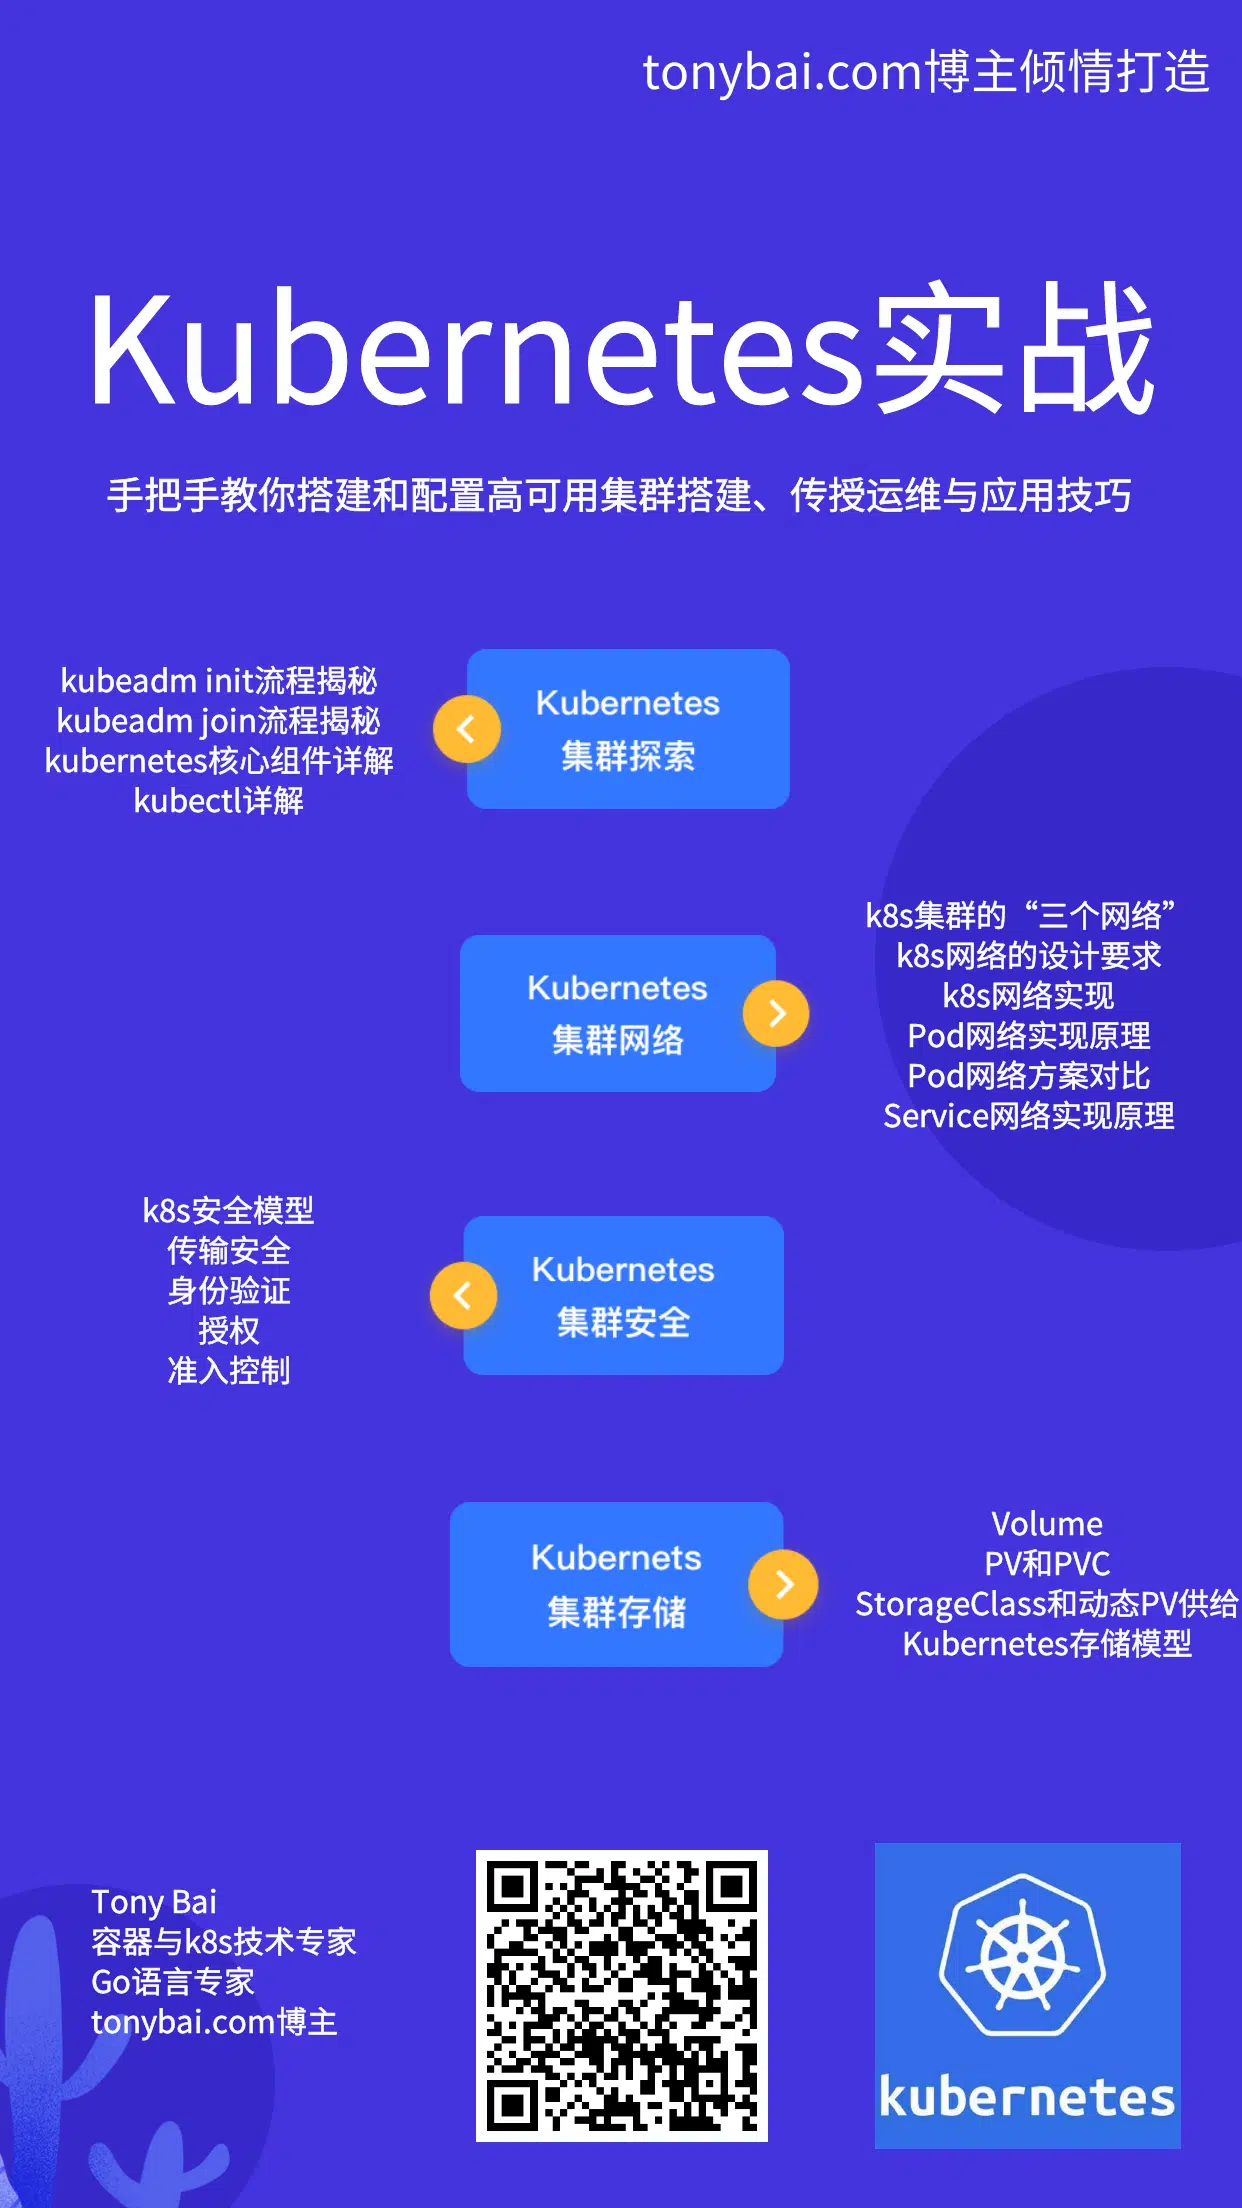 tonybai.com博主倾情打造
Kubernetes实战
手把手教你搭建和配置高可用集群搭建、传授运维与应用技巧
kubeadm init流程揭秘
kubeadm join流程揭秘
kubernetes核心组件详解
kubectl详解
Kubernetes
集群探索
Kubernetes
集群网络
k8s集群的“三个网络”
k8s网络的设计要求
k8s网络实现
Pod网络实现原理
Pod网络方案对比
Service网络实现原理
k8s安全模型
传输安全
身份验证
授权
准入控制
Kubernetes
集群安全
Kubernets
集群存储
Volume
PV和PVC
StorageClass和动态PV供给
Kubernetes存储模型
Tony Bai
容器与k8s技术专家
Go语言专家
tonybai.com博主
kubernetes